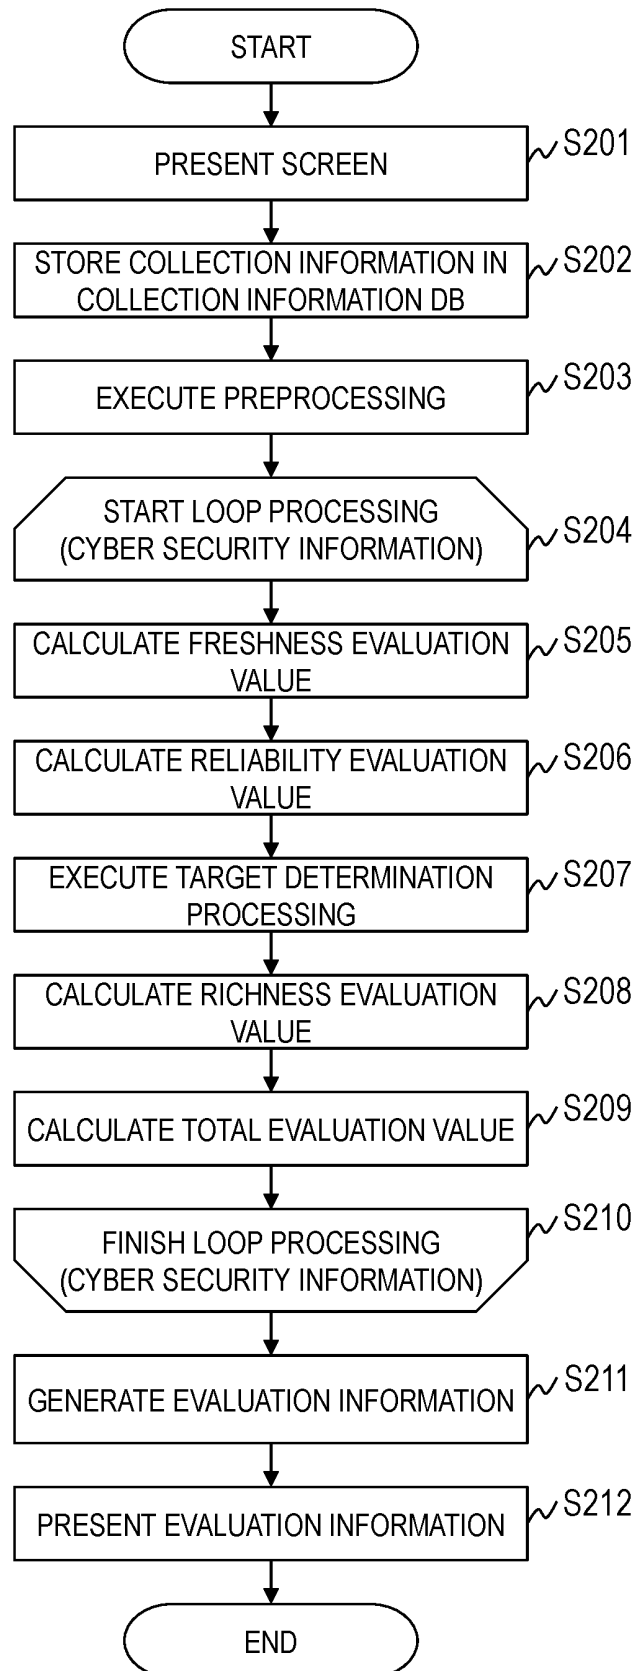 START
PRESENT SCREEN
S201
STORE COLLECTION INFORMATION IN
COLLECTION INFORMATION DB
S202
EXECUTE PREPROCESSING
S203
START LOOP PROCESSING
(CYBER SECURITY INFORMATION)
S204
CALCULATE FRESHNESS EVALUATION
VALUE
S205
CALCULATE RELIABILITY EVALUATION
VALUE
S206
EXECUTE TARGET DETERMINATION
PROCESSING
S207
CALCULATE RICHNESS EVALUATION
VALUE
S208
CALCULATE TOTAL EVALUATION VALUE
S209
FINISH LOOP PROCESSING
(CYBER SECURITY INFORMATION)
S210
GENERATE EVALUATION INFORMATION
S211
PRESENT EVALUATION INFORMATION
S212
END